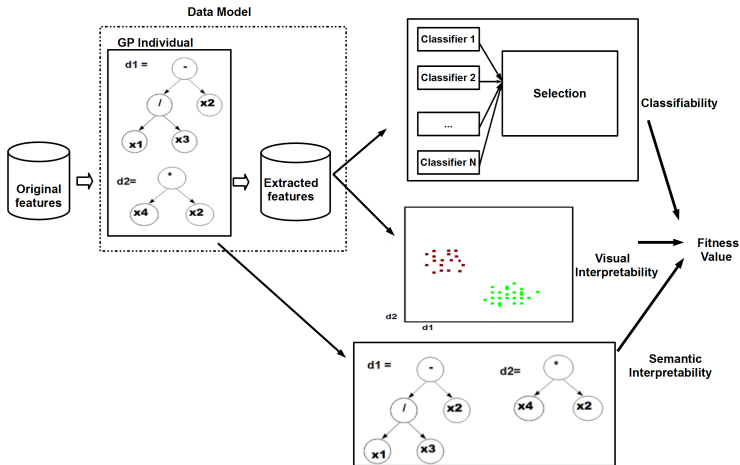 Data Model
GP Individual
d1 =
-
/
x2
x1
x3
d2=
*
x4
x2
Original
features
Extracted
features
Classifier 1
Classifier 2
...
Classifier N
Selection
Classifiability
d2
d1
Visual
Interpretability
Fitness
Value
d1 =
-
/
x2
x1
x3
d2=
*
x4
x2
Semantic
Interpretability